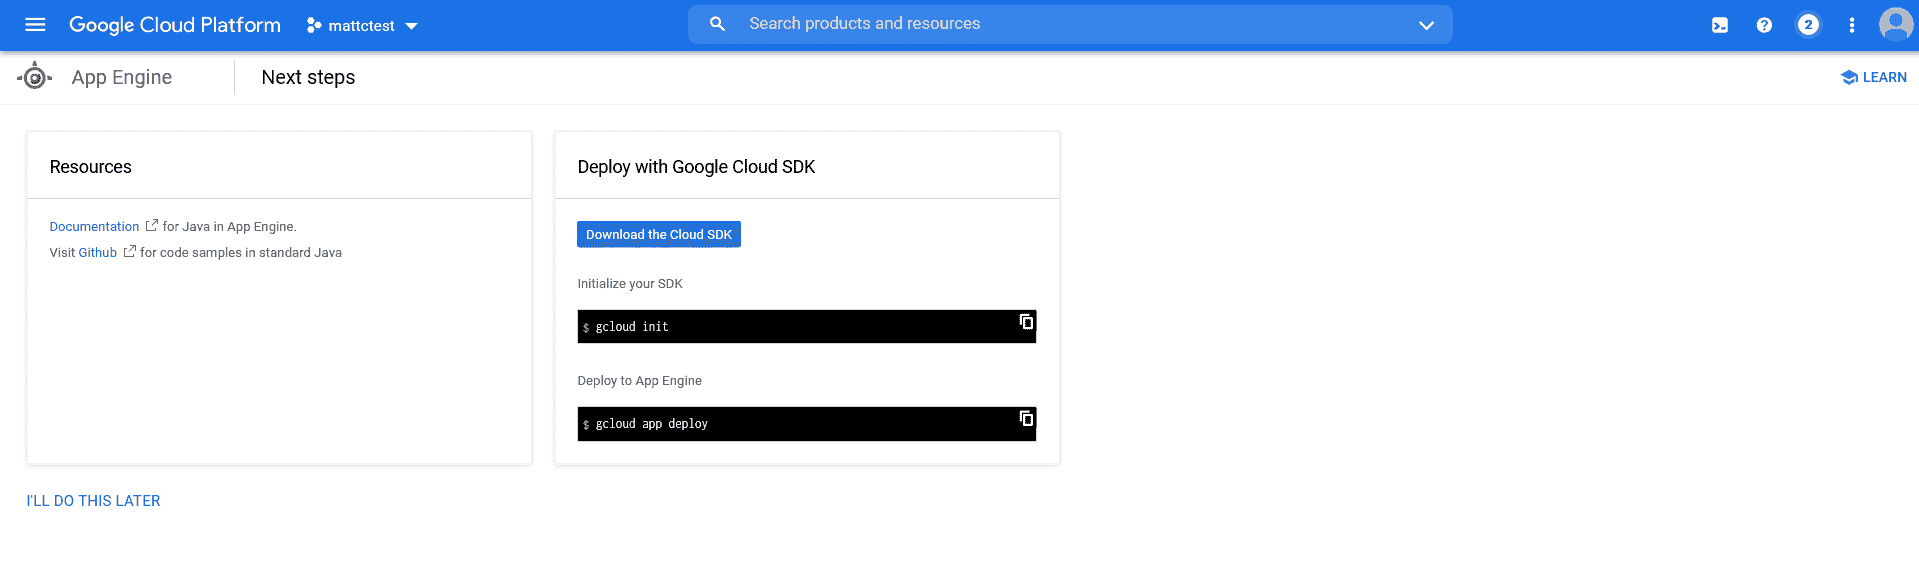 Google Cloud Platform mattctest Search products and resources ? 2
App Engine Next steps LEARN
Resources
Documentation for Java in App Engine.
Visit Github for code samples in standard Java
Deploy with Google Cloud SDK
Download the Cloud SDK
Initialize your SDK
$ gcloud init
Deploy to App Engine
$ gcloud app deploy
I'LL DO THIS LATER